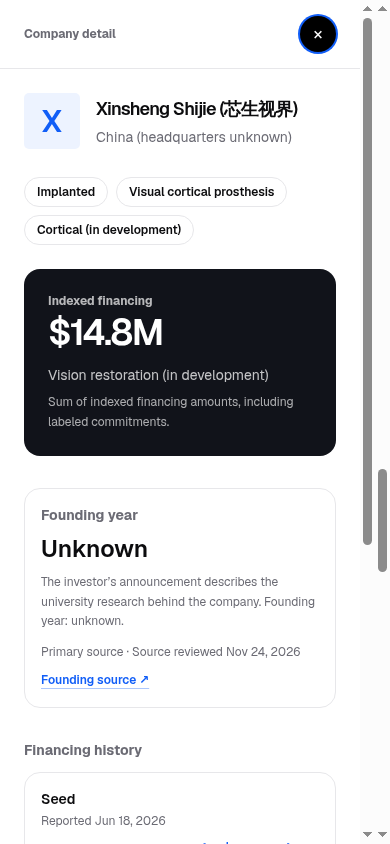 Company detail
×
X
Xinsheng Shijie (芯生视界)
China (headquarters unknown)
Implanted
Visual cortical prosthesis
Cortical (in development)
Indexed financing
$14.8M
Vision restoration (in development)
Sum of indexed financing amounts, including
labeled commitments.
Founding year
Unknown
The investor's announcement describes the
university research behind the company. Founding
year: unknown.
Primary source · Source reviewed Nov 24, 2026
Founding source ↗
Financing history
Seed
Reported Jun 18, 2026